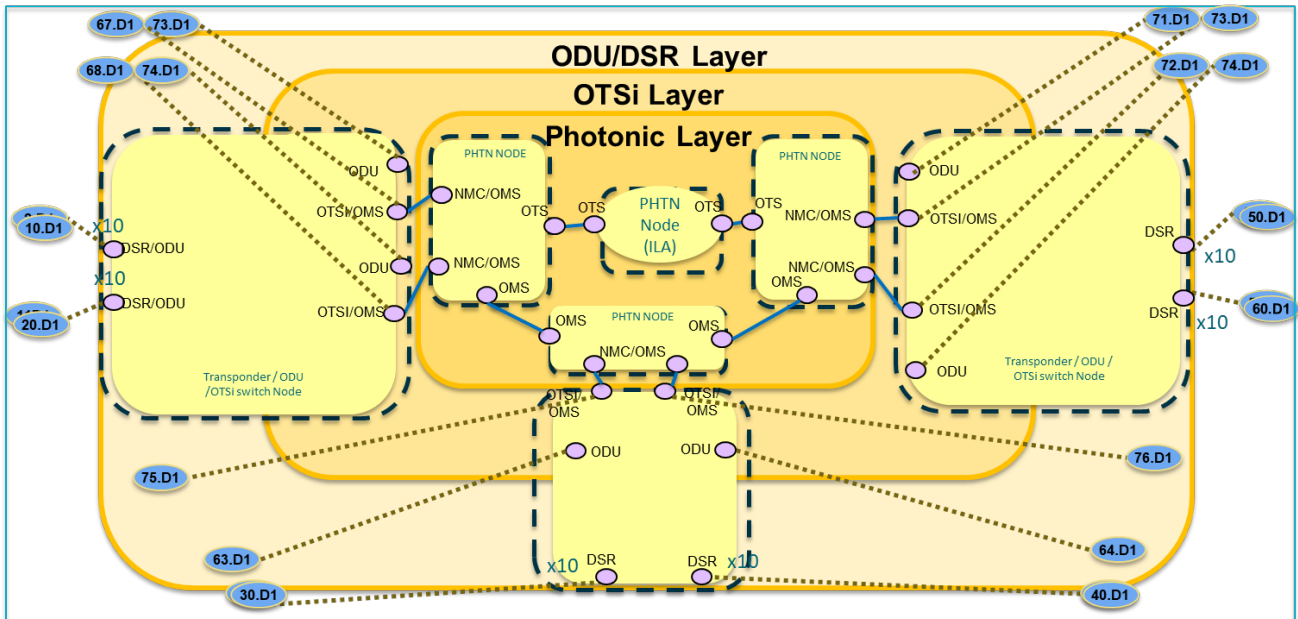 67.D1
73.D1
71.D1
73.D1
68.D1
74.D1
72.D1
74.D1
ODU/DSR Layer
OTSi Layer
Photonic Layer
PHTN NODE
PHTN NODE
ODU
ODU
NMC/OMS
OTS
OTS
PHTN
Node
(ILA)
OTS
OTS
NMC/OMS
OTSI/OMS
OTSI/OMS
10.D1
x10
DSR/ODU
50.D1
DSR
x10
ODU
NMC/OMS
NMC/OMS
x10
DSR/ODU
OMS
OMS
20.D1
OTSI/OMS
OTSI/OMS
60.D1
DSR
x10
OMS
PHTN NODE
OMS
NMC/OMS
Transponder / ODU
/OTSi switch Node
ODU
Transponder / ODU /
OTSi switch Node
OTSI/
OMS
OTSI/
OMS
75.D1
ODU
ODU
76.D1
63.D1
64.D1
x10
DSR
DSR
x10
30.D1
40.D1